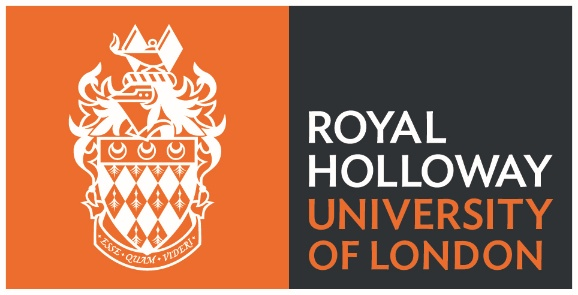 ESSE • QUAM • VIDERI
ROYAL
HOLLOWAY
UNIVERSITY
OF LONDON